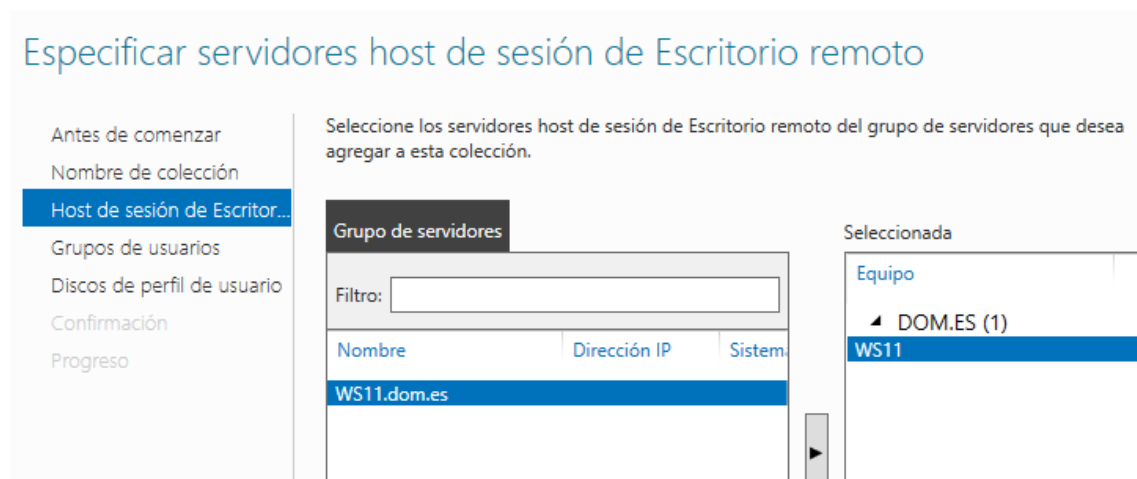 Especificar servidores host de sesión de Escritorio remoto
Antes de comenzar
Nombre de colección
Host de sesión de Escritor...
Grupos de usuarios
Discos de perfil de usuario
Confirmación
Progreso
Seleccione los servidores host de sesión de Escritorio remoto del grupo de servidores que desea
agregar a esta colección.
Grupo de servidores
Filtro:
Nombre Dirección IP Sistem
WS11.dom.es
Seleccionada
Equipo
DOM.ES (1)
WS11